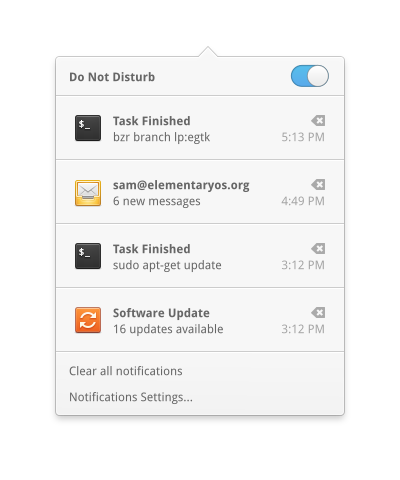 Do Not Disturb
$_
Task Finished
bzr branch lp:egtk
5:13 PM
sam@elementaryos.org
6 new messages
4:49 PM
$_
Task Finished
sudo apt-get update
3:12 PM
Software Update
16 updates available
3:12 PM
Clear all notifications
Notifications Settings...